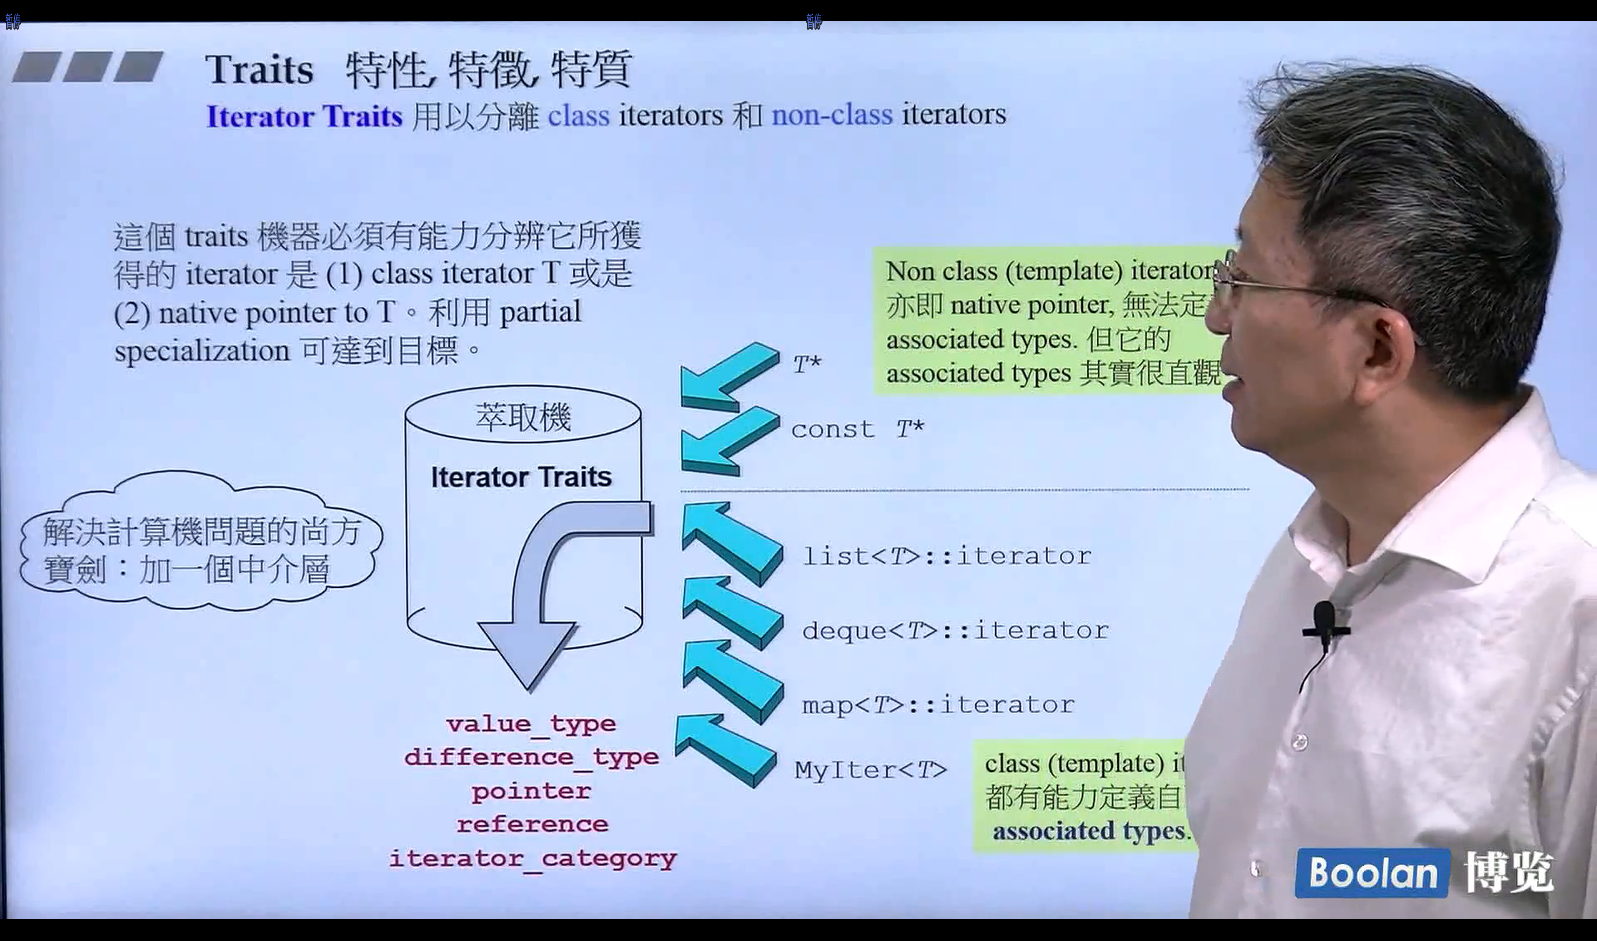 Traits 特性, 特徵, 特質
Iterator Traits 用以分離 class iterators 和 non-class iterators
這個 traits 機器必須有能力分辨它所獲
得的 iterator 是 (1) class iterator T 或是
(2) native pointer to T。利用 partial
specialization 可達到目標。
Non class (template) iterator
亦即 native pointer, 無法定
associated types. 但它的
associated types 其實很直觀
T*
const T*
萃取機
Iterator Traits
解決計算機問題的尚方
寶劍：加一個中介層
list<T>::iterator
deque<T>::iterator
map<T>::iterator
MyIter<T>
value_type
difference_type
pointer
reference
iterator_category
class (template)
都有能力定義自
associated types.
Boolan 博览